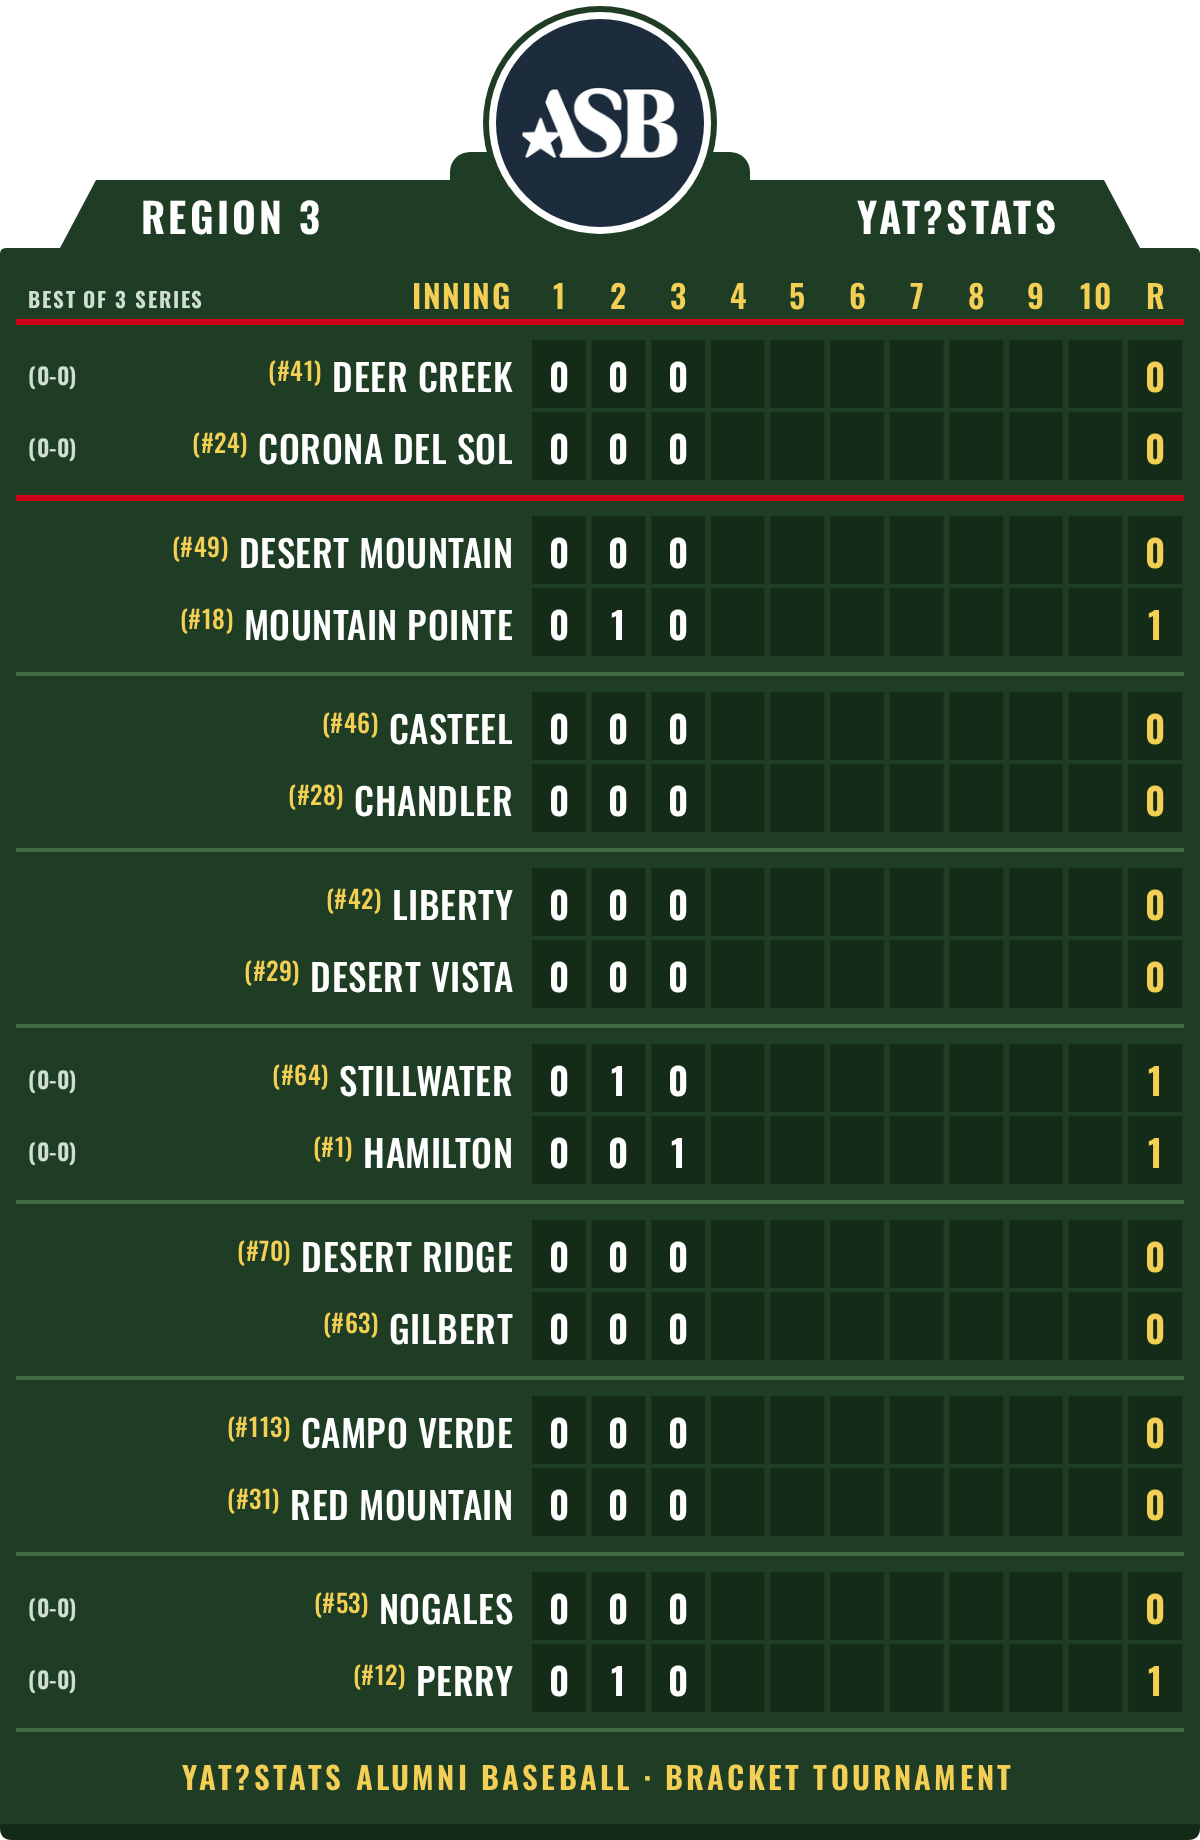 ASB
REGION 3 YAT?STATS
BEST OF 3 SERIES INNING 1 2 3 4 5 6 7 8 9 10 R
(0-0) (#41) DEER CREEK 0 0 0 0
(0-0) (#24) CORONA DEL SOL 0 0 0 0
(#49) DESERT MOUNTAIN 0 0 0 0
(#18) MOUNTAIN POINTE 0 1 0 1
(#46) CASTEEL 0 0 0 0
(#28) CHANDLER 0 0 0 0
(#42) LIBERTY 0 0 0 0
(#29) DESERT VISTA 0 0 0 0
(0-0) (#64) STILLWATER 0 1 0 1
(0-0) (#1) HAMILTON 0 0 1 1
(#70) DESERT RIDGE 0 0 0 0
(#63) GILBERT 0 0 0 0
(#113) CAMPO VERDE 0 0 0 0
(#31) RED MOUNTAIN 0 0 0 0
(0-0) (#53) NOGALES 0 0 0 0
(0-0) (#12) PERRY 0 1 0 1
YAT?STATS ALUMNI BASEBALL · BRACKET TOURNAMENT